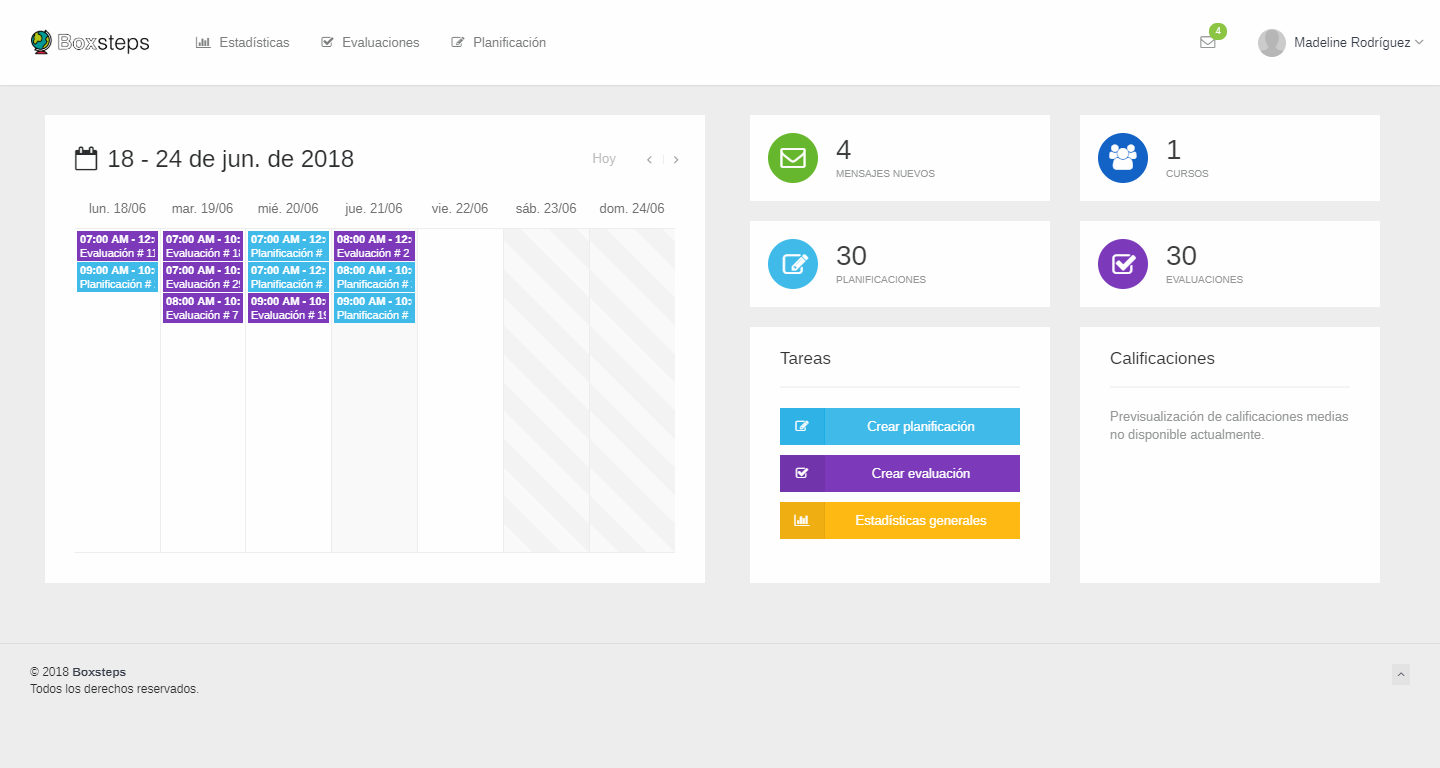 Boxsteps
Estadísticas
Evaluaciones
Planificación
4
Madeline Rodríguez
18 - 24 de jun. de 2018
Hoy
lun. 18/06
mar. 19/06
mié. 20/06
jue. 21/06
vie. 22/06
sáb. 23/06
dom. 24/06
07:00 AM - 12:
Evaluación # 11
09:00 AM - 10:
Planificación #
07:00 AM - 10:
Evaluación #
07:00 AM - 10:
Evaluación #
08:00 AM - 10:
Evaluación # 7
07:00 AM - 12:
Planificación #
07:00 AM - 12:
Planificación #
09:00 AM - 10:
Evaluación #
08:00 AM - 12:
Evaluación # 2
08:00 AM - 10:
Planificación #
09:00 AM - 10:
Planificación #
4
MENSAJES NUEVOS
1
CURSOS
30
PLANIFICACIONES
30
EVALUACIONES
Tareas
Crear planificación
Crear evaluación
Estadísticas generales
Calificaciones
Previsualización de calificaciones medias
no disponible actualmente.
© 2018 Boxsteps
Todos los derechos reservados.